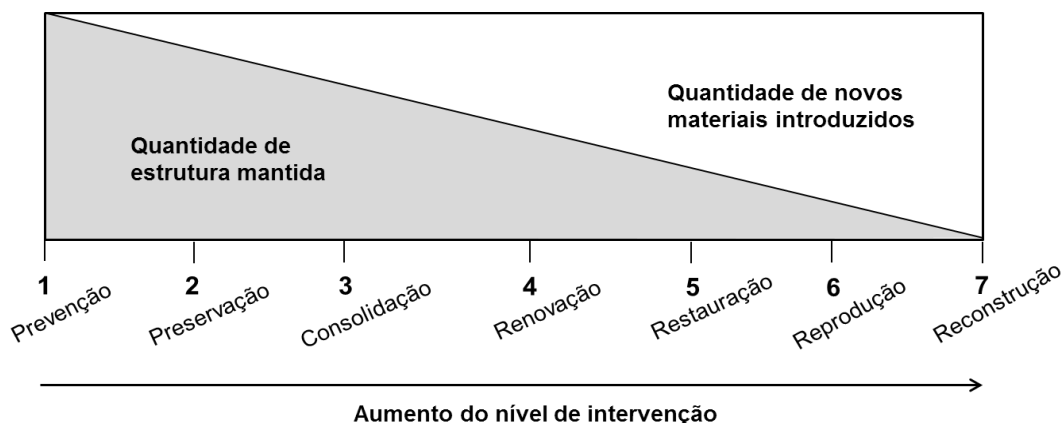 Quantidade de novos
materiais introduzidos
Quantidade de
estrutura mantida
1 2 3 4 5 6 7
Prevenção Preservação Consolidação Renovação Restauração Reprodução Reconstrução
Aumento do nível de intervenção